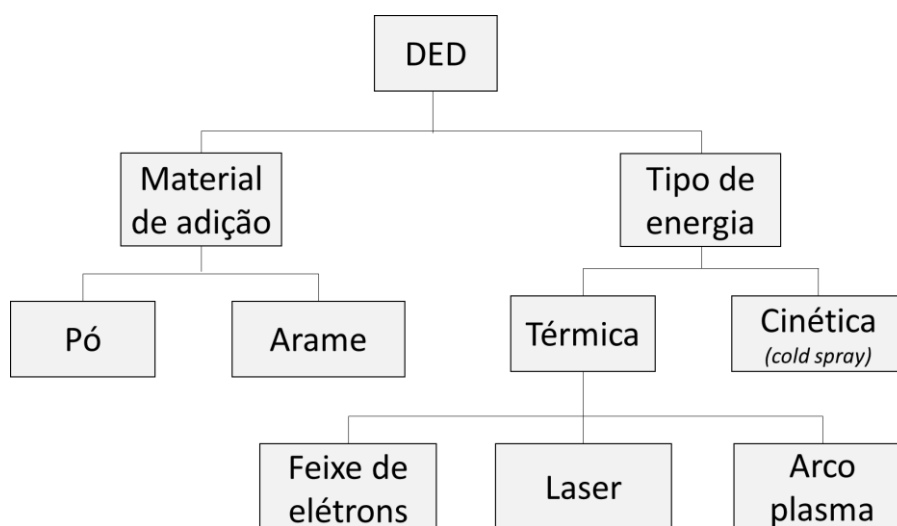 DED
Material
de adição
Tipo de
energia
Pó
Arame
Térmica
Cinética
(cold spray)
Feixe de
elétrons
Laser
Arco
plasma